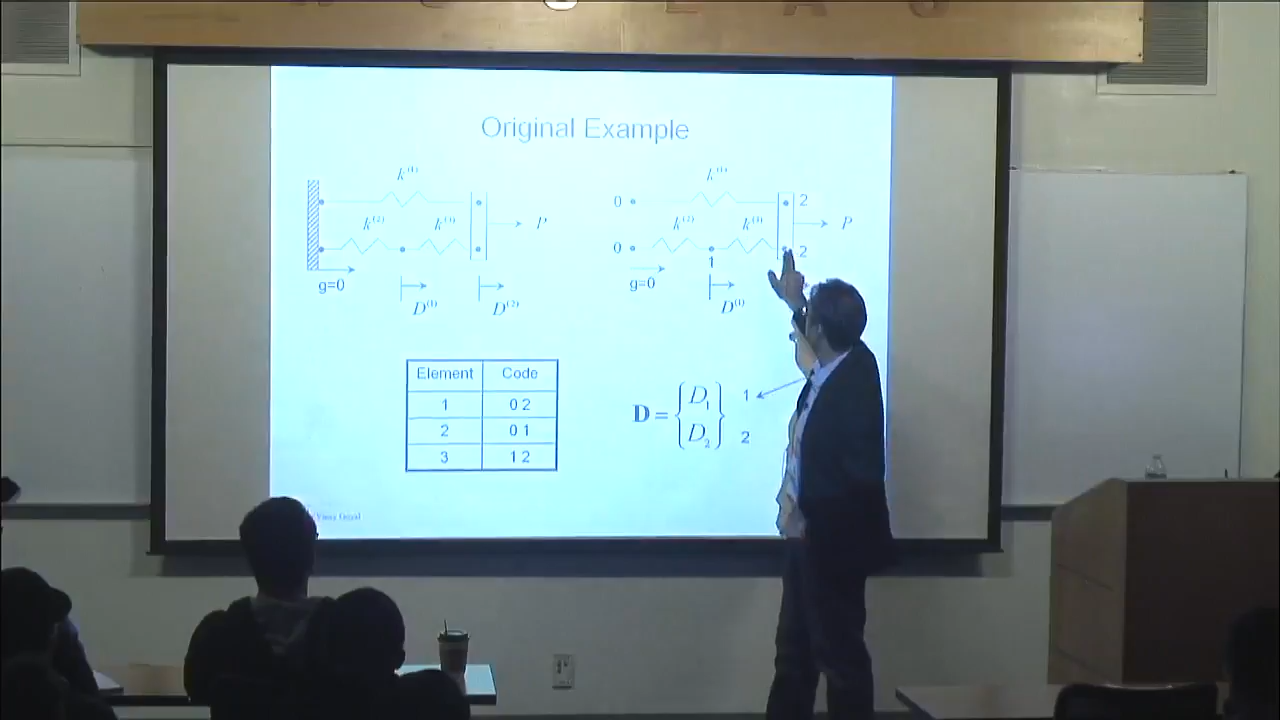 Original Example
k(1)
k(2) k(3)
P
g=0
D(1) D(2)
k(1)
0 2
k(2) k(3) P
0 2
1
g=0
D(1)
Element Code
1 0 2
2 0 1
3 1 2
D = { D1 1
D2 } 2